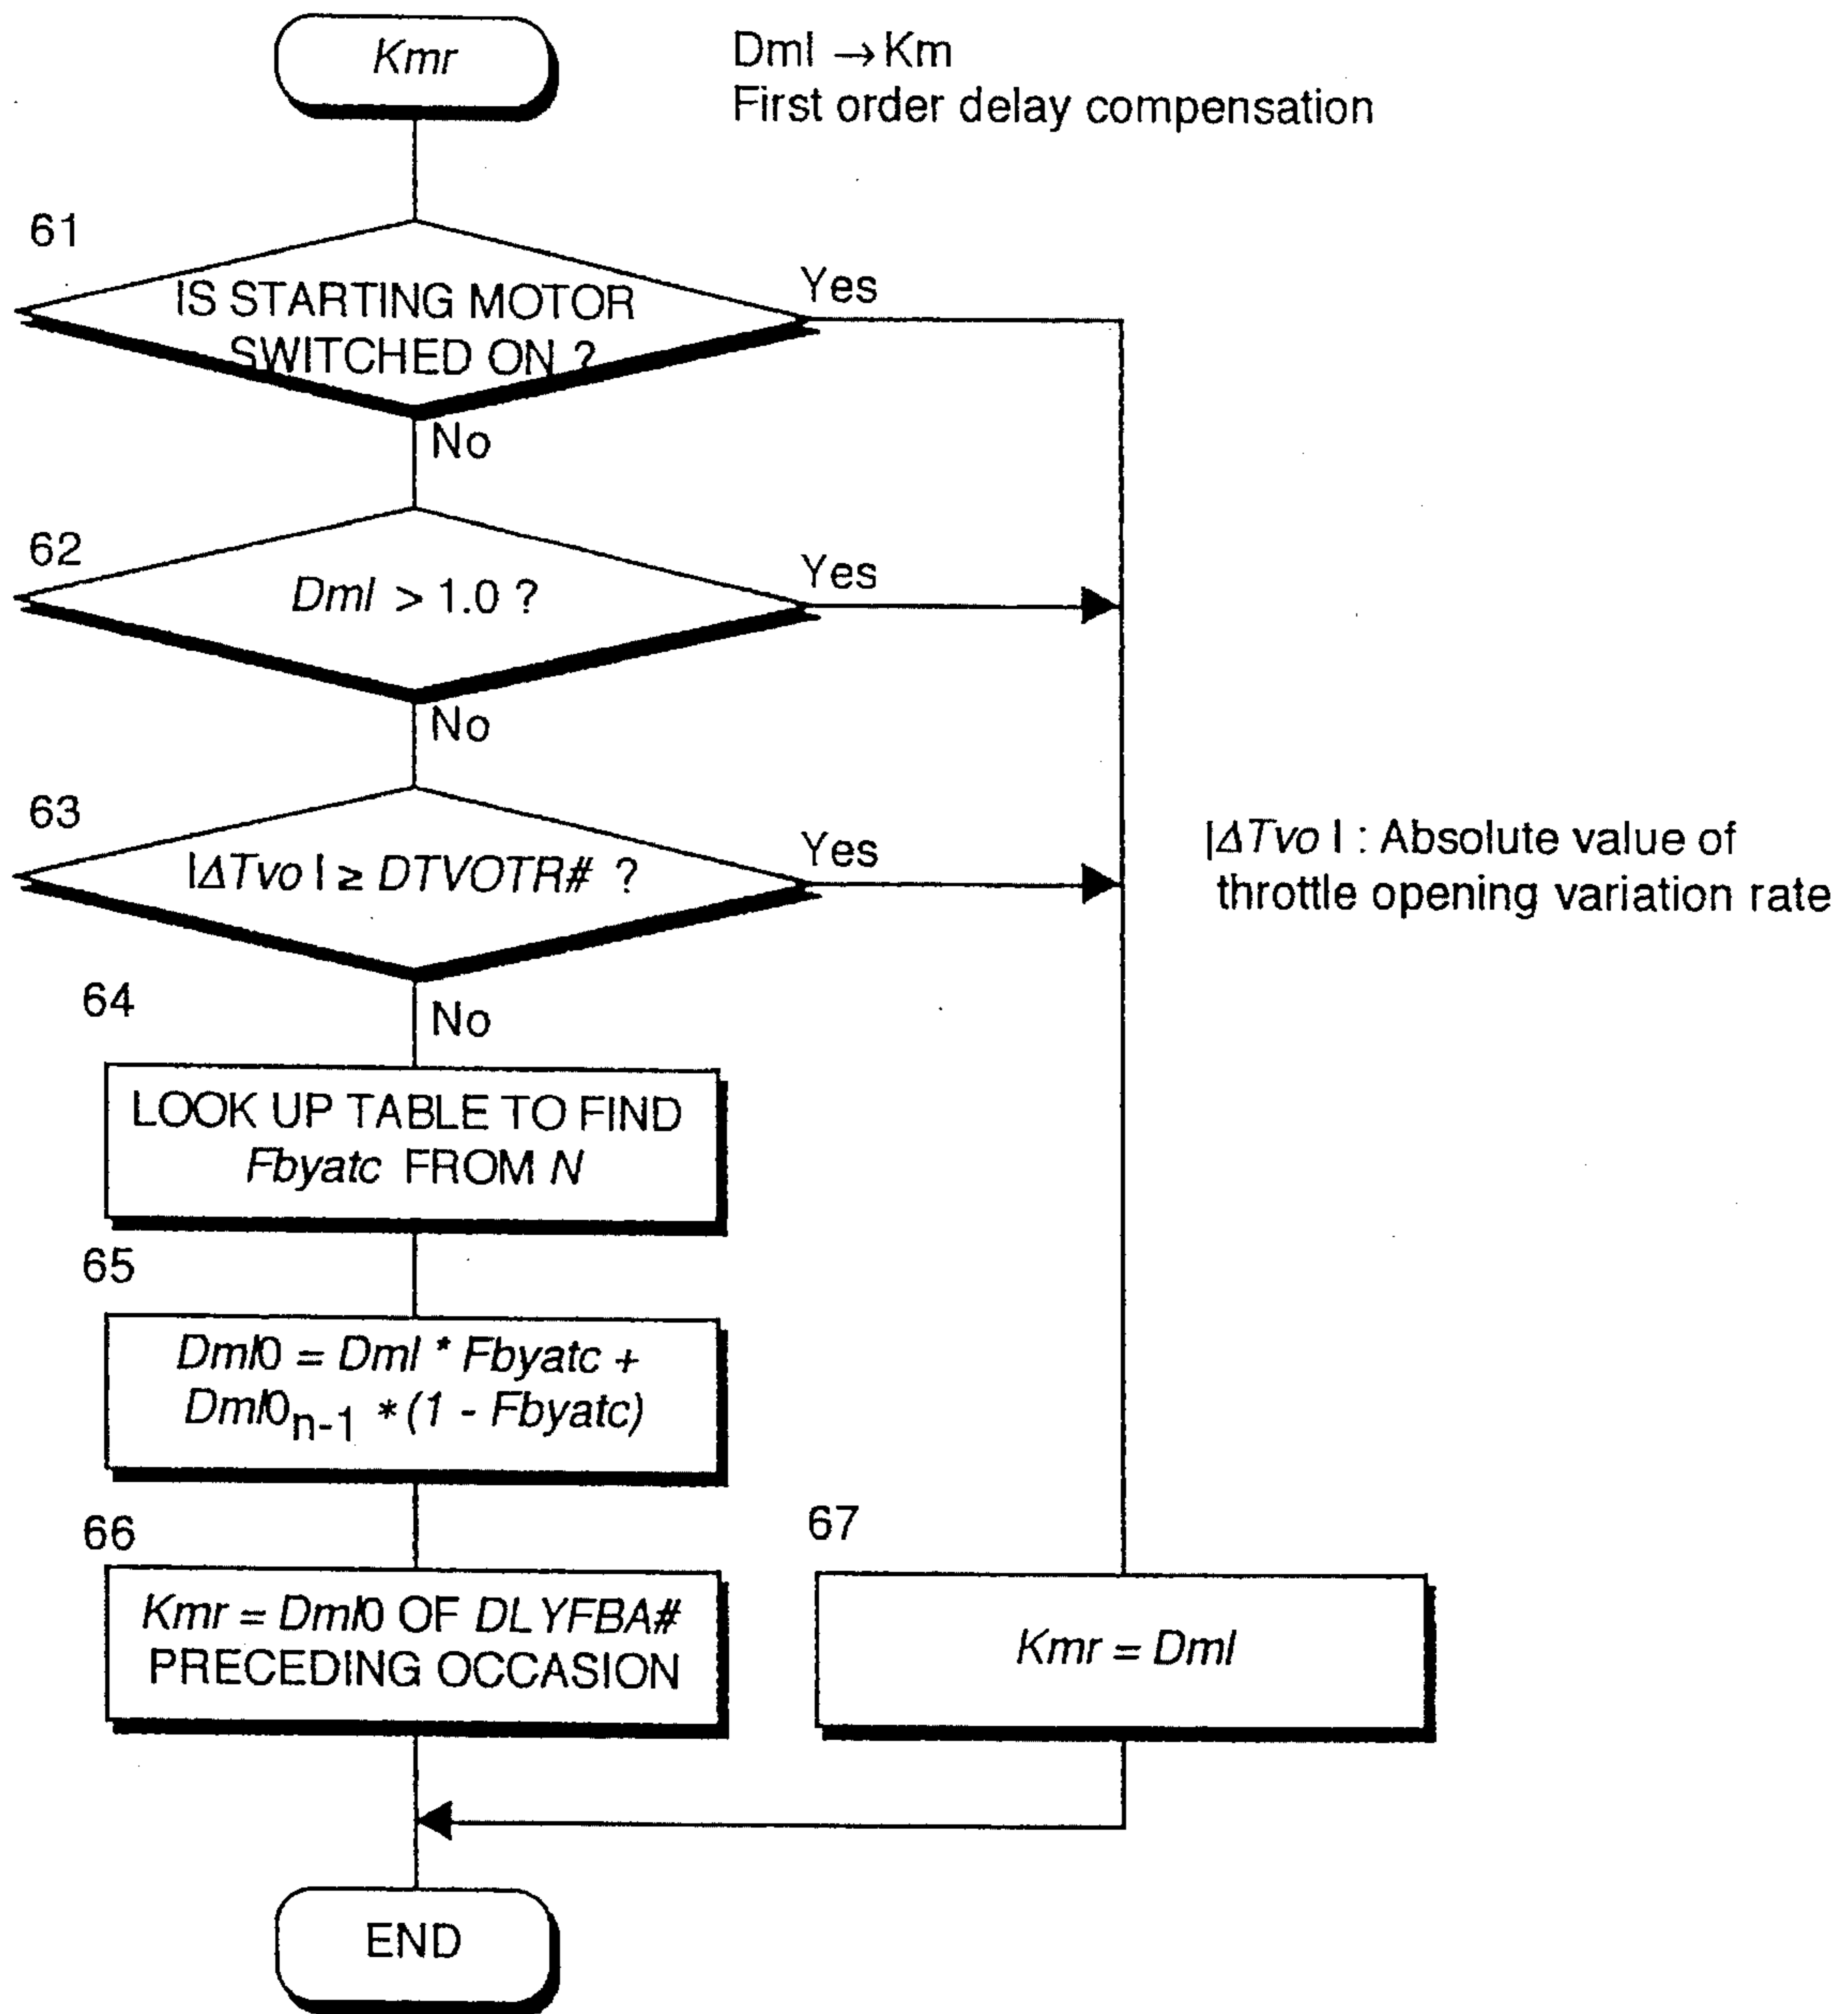 Kmr
Dml → Km
First order delay compensation
61
IS STARTING MOTOR
SWITCHED ON ?
Yes
No
62
Dml > 1.0 ?
Yes
No
63
|ΔTvo| ≥ DTVOTR# ?
Yes
|ΔTvo| : Absolute value of
throttle opening variation rate
No
64
LOOK UP TABLE TO FIND
Fbyatc FROM N
65
Dml0 = Dml * Fbyatc +
Dml0n-1 * (1 - Fbyatc)
66
Kmr = Dml0 OF DLYFBA#
PRECEDING OCCASION
67
Kmr = Dml
END